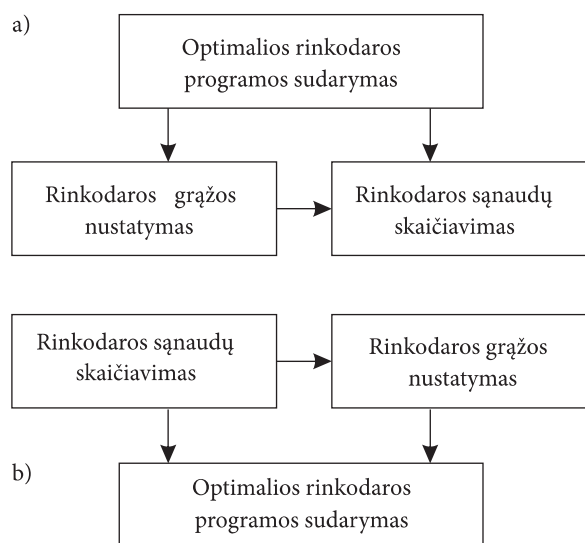 a)
Optimalios rinkodaros
programos sudarymas
Rinkodaros grąžos
nustatymas
Rinkodaros sąnaudų
skaičiavimas
Rinkodaros sąnaudų
skaičiavimas
Rinkodaros grąžos
nustatymas
b)
Optimalios rinkodaros
programos sudarymas